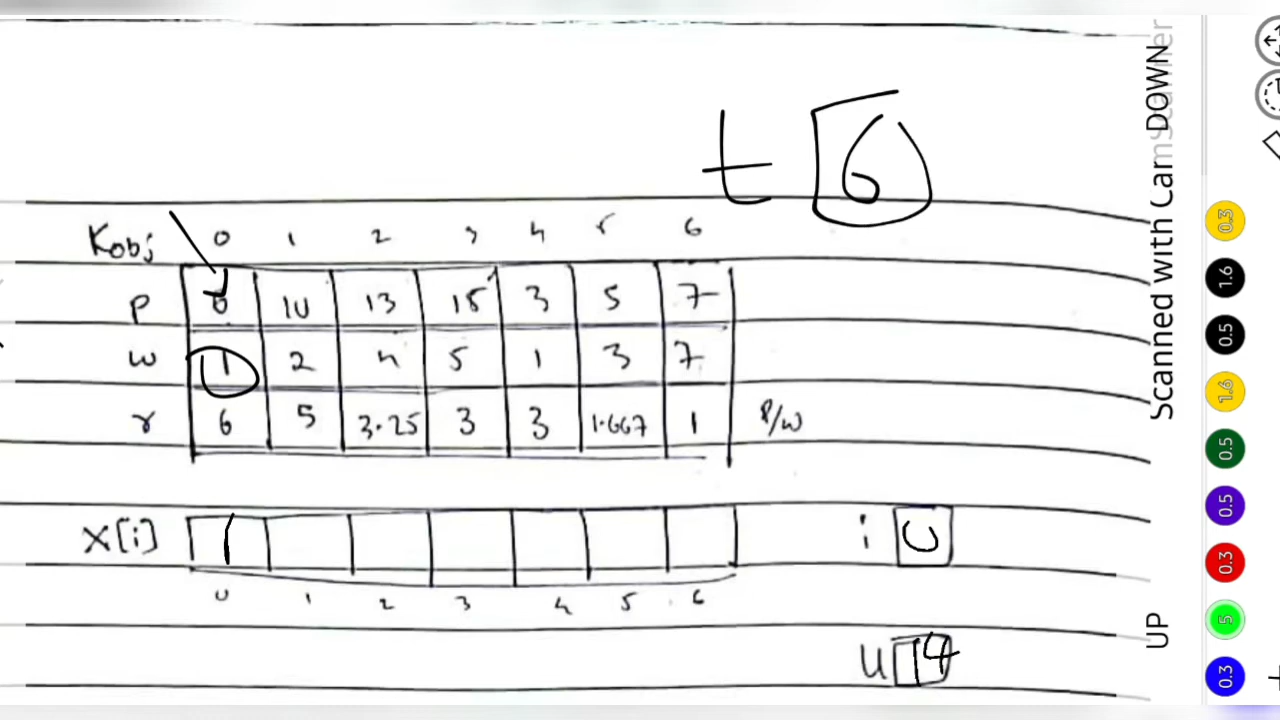 t 6
Kobj 0 1 2 3 4 5 6
P 6 10 13 15 3 5 7
w 1 2 4 5 1 3 7
r 6 5 3.25 3 3 1.667 1 P/w
X[i] 1 i 0
0 1 2 3 4 5 6
u 14
Scanned with CamScanner
DOWN
UP
0.3
1.6
0.5
1.6
0.5
0.5
0.3
5
0.3